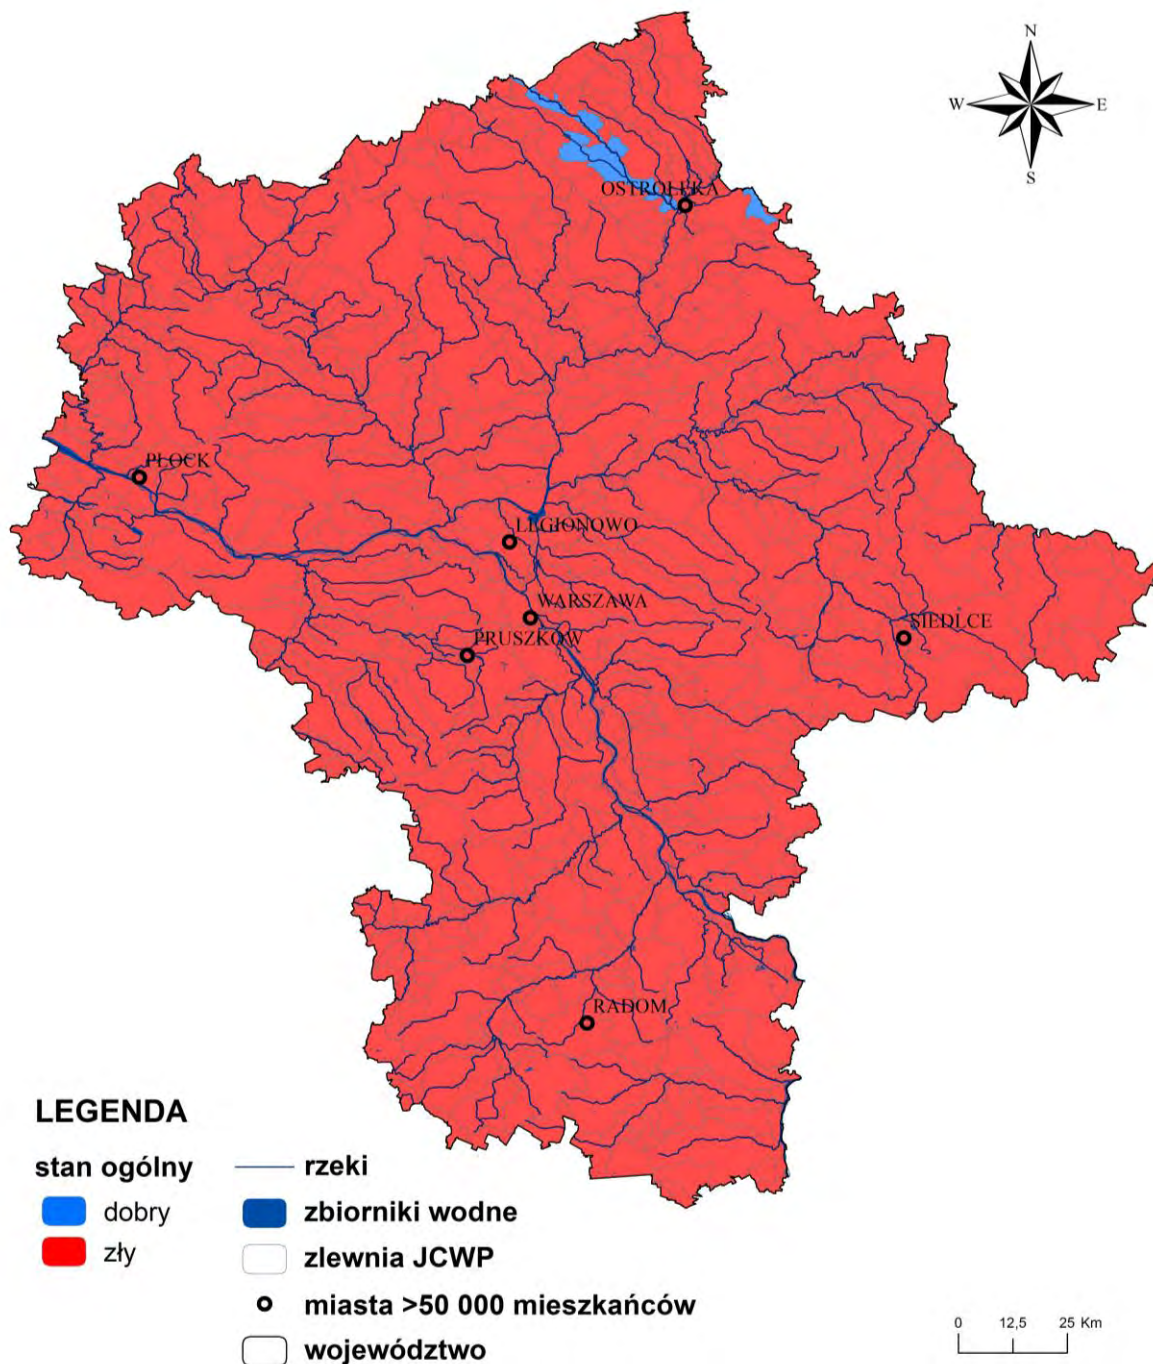 N
W E
S
OSTROŁĘKA
PŁOCK
LEGIONOWO
WARSZAWA
PRUSZKÓW
SIEDLCE
RADOM
LEGENDA
stan ogólny
dobry
zły
rzeki
zbiorniki wodne
zlewnia JCWP
miasta >50 000 mieszkańców
województwo
0 12,5 25 Km